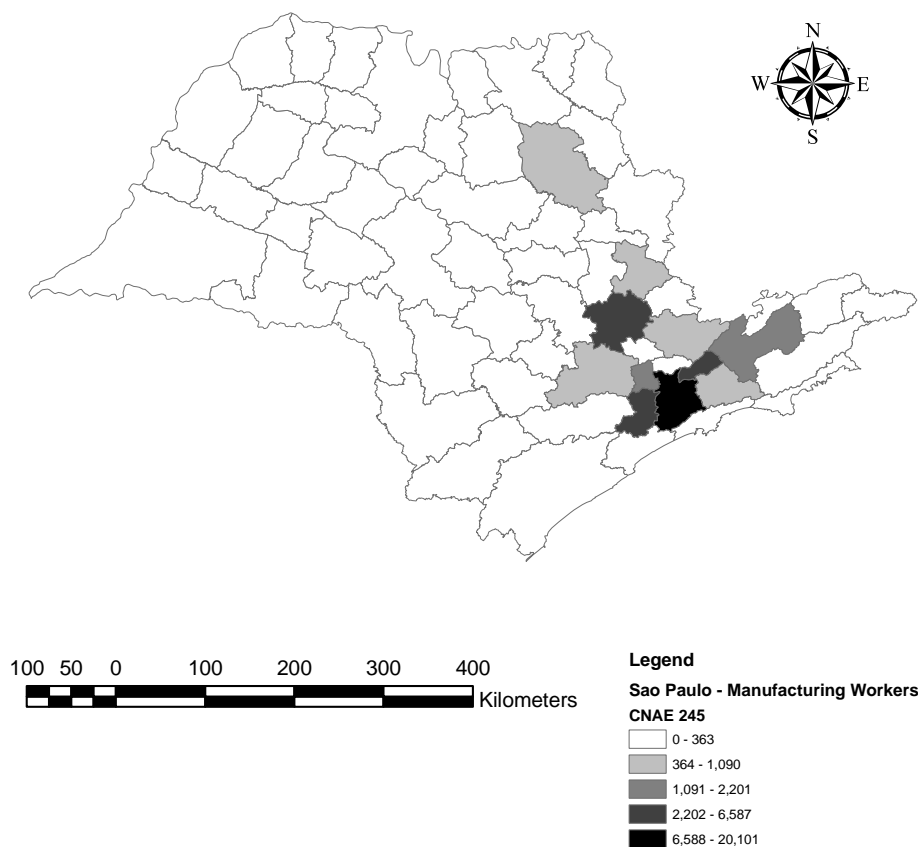 N
W E
S
100 50 0 100 200 300 400
Kilometers
Legend
Sao Paulo - Manufacturing Workers
CNAE 245
0 - 363
364 - 1,090
1,091 - 2,201
2,202 - 6,587
6,588 - 20,101